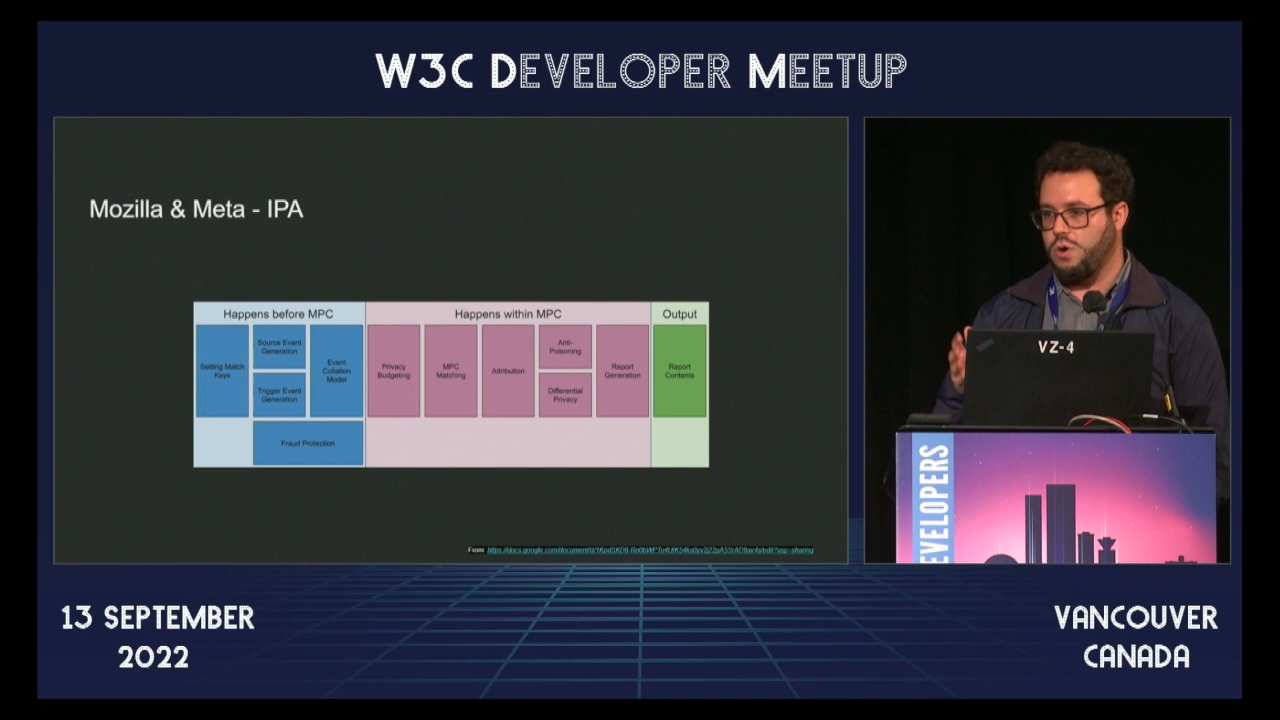 W3C DEVELOPER MEETUP
Mozilla & Meta - IPA
Happens before MPC
Happens within MPC
Output
Setting Match
Keys
Source Event
Generation
Trigger Event
Generation
Event
Collation
Model
Fraud Protection
Privacy
Budgeting
MPC
Matching
Attribution
Anti-
Poisoning
Differential
Privacy
Report
Generation
Report
Contents
From:
VZ-4
EVELOPERS
13 SEPTEMBER
2022
VANCOUVER
CANADA